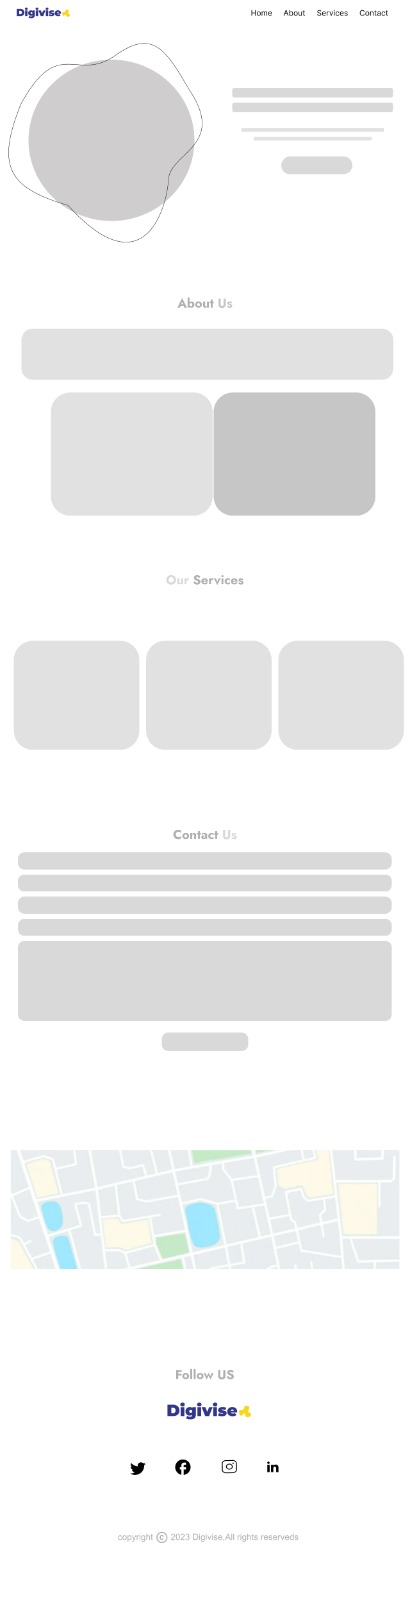 Digivise
Home About Services Contact
About Us
Our Services
Contact Us
Follow US
Digivise
copyright © 2023 Digivise,All rights reserveds